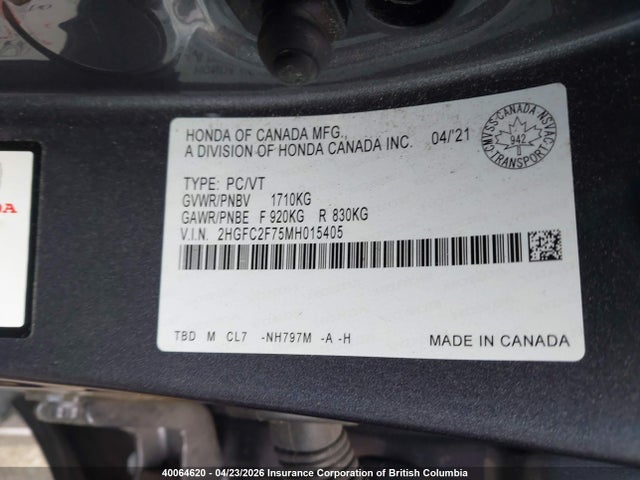 HONDA OF CANADA MFG.,
A DIVISION OF HONDA CANADA INC. 04/'21
CMVSS-CANADA-NSVAC
942
TRANSPORT
TYPE: PC/VT
GVWR/PNBV 1710KG
GAWR/PNBE F 920KG R 830KG
V.I.N. 2HGFC2F75MH015405
TBD M CL7 -NH797M -A -H
MADE IN CANADA
40064620 - 04/23/2026 Insurance Corporation of British Columbia